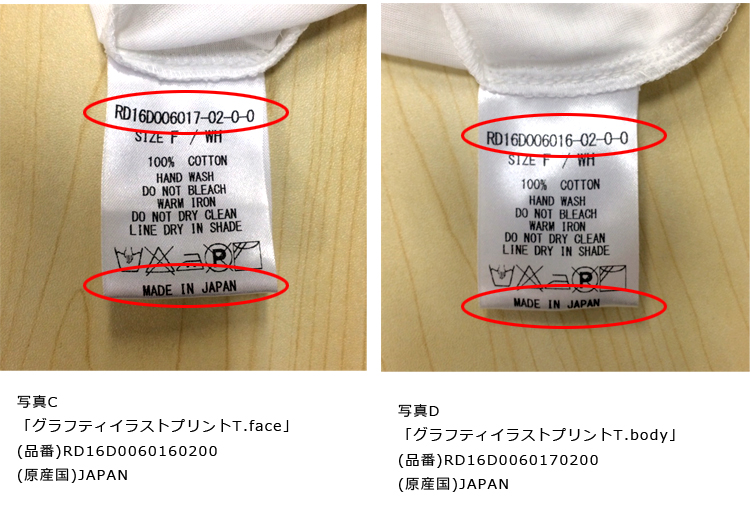 RD16D006017-02-0-0
SIZE F / WH
100% COTTON
HAND WASH
DO NOT BLEACH
WARM IRON
DO NOT DRY CLEAN
LINE DRY IN SHADE
P
MADE IN JAPAN
写真C
「グラフティイラストプリントT.face」
(品番)RD16D0060160200
(原産国)JAPAN
RD16D006016-02-0-0
SIZE F / WH
100% COTTON
HAND WASH
DO NOT BLEACH
WARM IRON
DO NOT DRY CLEAN
LINE DRY IN SHADE
P
MADE IN JAPAN
写真D
「グラフティイラストプリントT.body」
(品番)RD16D0060170200
(原産国)JAPAN